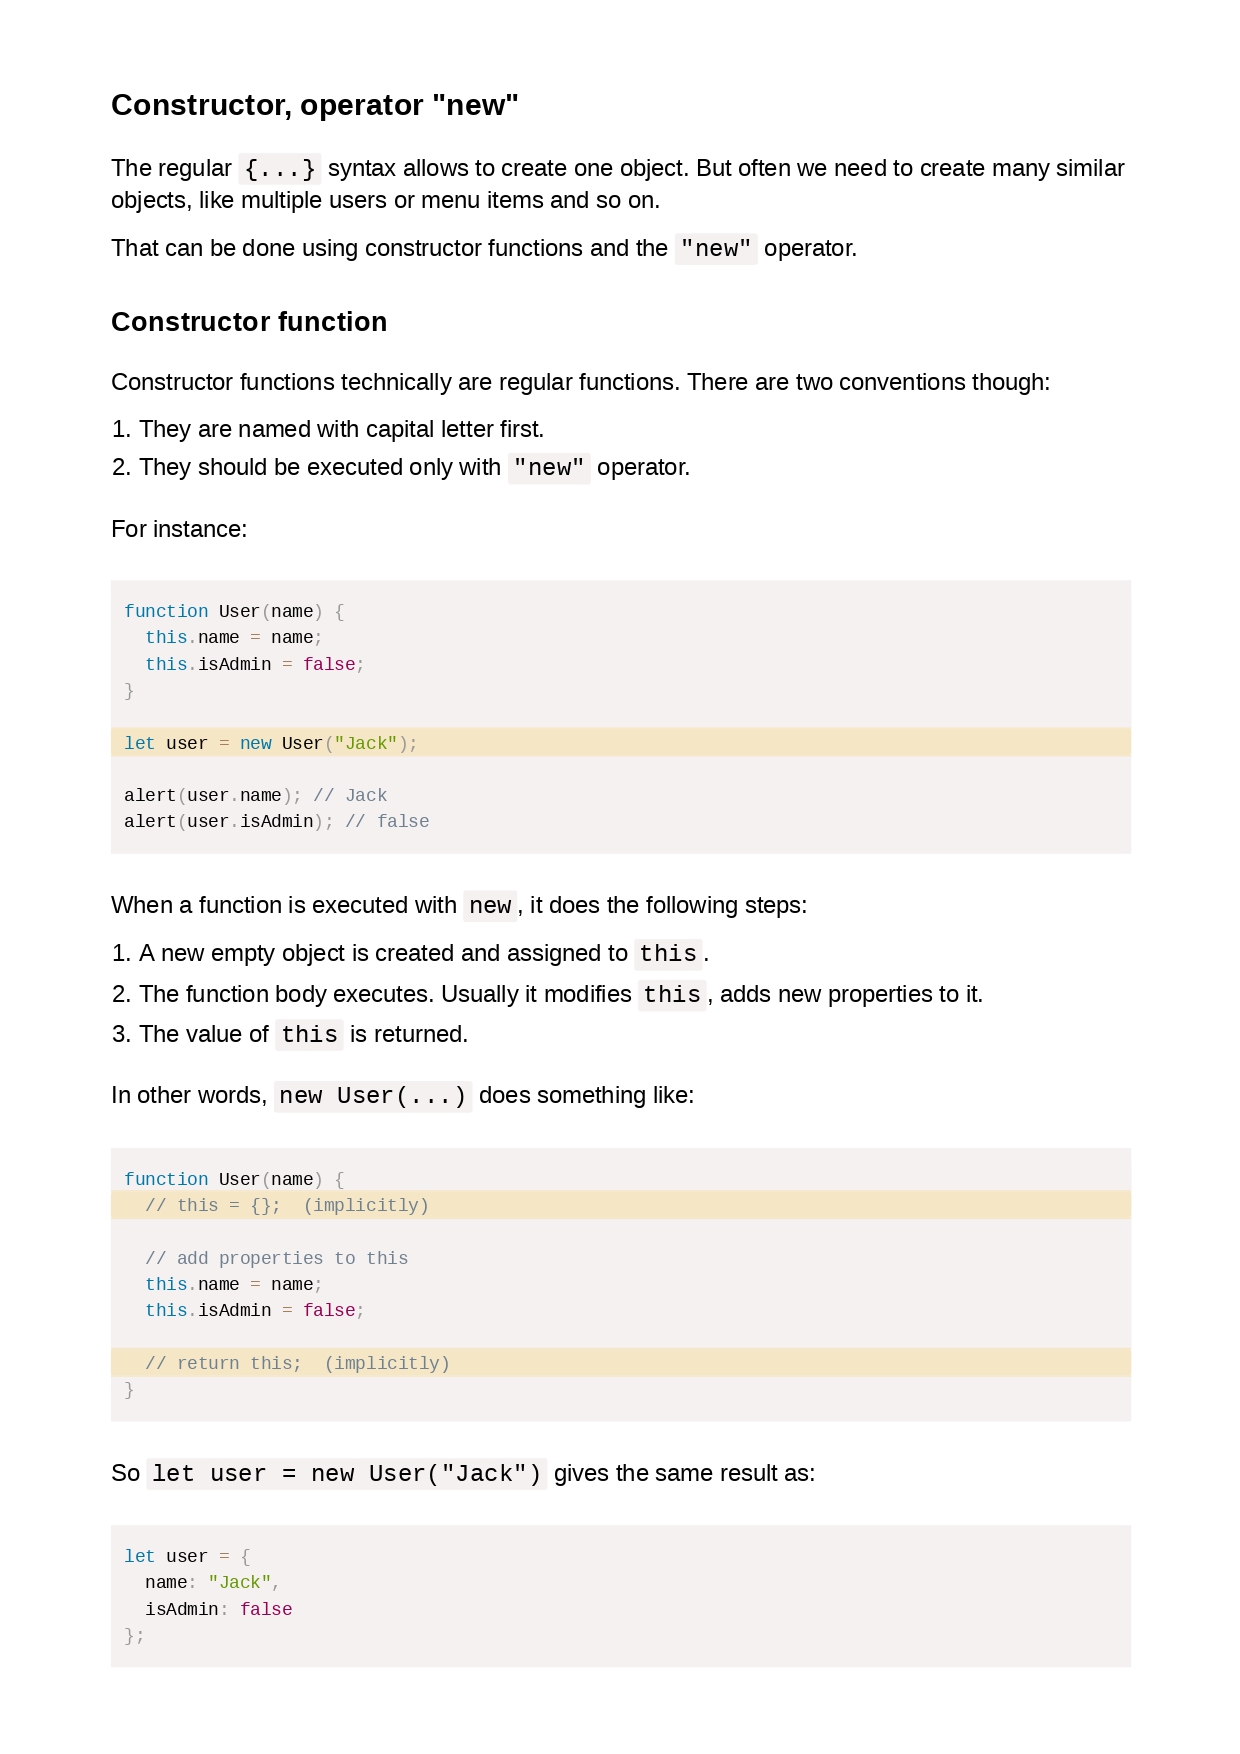 Constructor, operator "new"
The regular {...} syntax allows to create one object. But often we need to create many similar
objects, like multiple users or menu items and so on.
That can be done using constructor functions and the "new" operator.
Constructor function
Constructor functions technically are regular functions. There are two conventions though:
1. They are named with capital letter first.
2. They should be executed only with "new" operator.
For instance:
function User(name) {
  this.name = name;
  this.isAdmin = false;
}
let user = new User("Jack");
alert(user.name); // Jack
alert(user.isAdmin); // false
When a function is executed with new, it does the following steps:
1. A new empty object is created and assigned to this.
2. The function body executes. Usually it modifies this, adds new properties to it.
3. The value of this is returned.
In other words, new User(...) does something like:
function User(name) {
  // this = {};  (implicitly)
  // add properties to this
  this.name = name;
  this.isAdmin = false;
  // return this;  (implicitly)
}
So let user = new User("Jack") gives the same result as:
let user = {
  name: "Jack",
  isAdmin: false
};